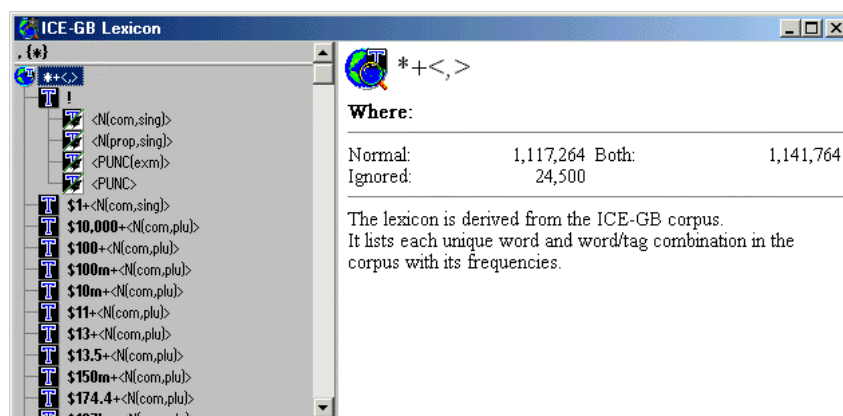 ICE-GB Lexicon
, {*}
*+<,>
!
<N(com,sing)>
<N(prop,sing)>
<PUNC(exm)>
<PUNC>
$1+<N(com,sing)>
$10,000+<N(com,plu)>
$100+<N(com,plu)>
$100m+<N(com,plu)>
$10m+<N(com,plu)>
$11+<N(com,plu)>
$13+<N(com,plu)>
$13.5+<N(com,plu)>
$150m+<N(com,plu)>
$174.4+<N(com,plu)>
*+<,>
Where:
Normal: 1,117,264 Both: 1,141,764
Ignored: 24,500
The lexicon is derived from the ICE-GB corpus.
It lists each unique word and word/tag combination in the
corpus with its frequencies.